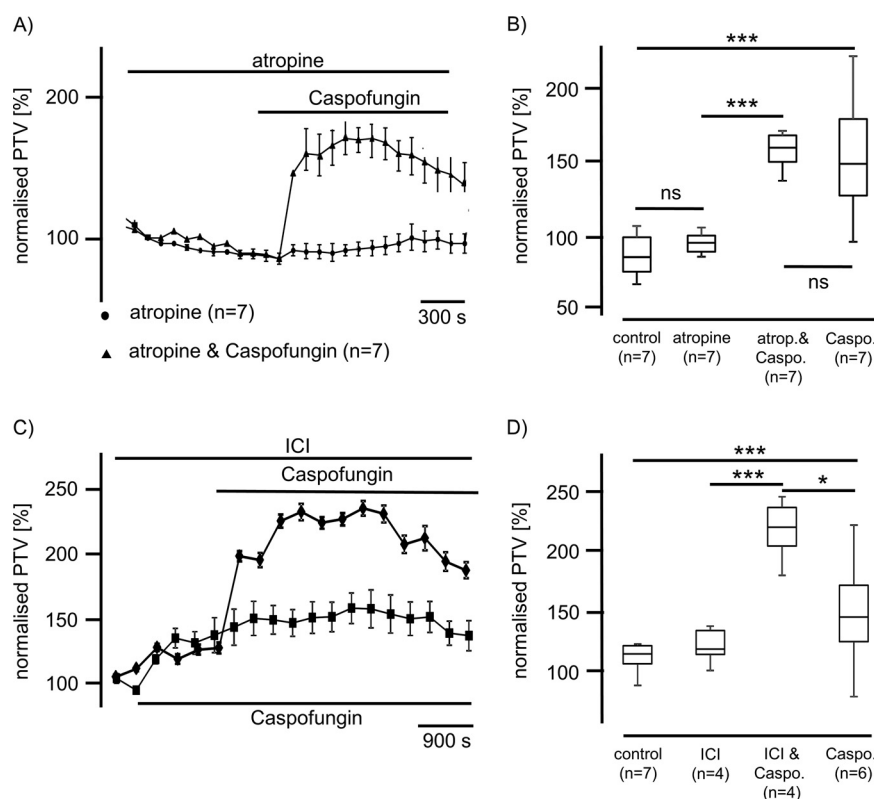 A)
atropine
Caspofungin
normalised PTV [%]
200
100
300 s
atropine (n=7)
atropine & Caspofungin (n=7)
B)
***
***
ns
ns
normalised PTV [%]
200
150
100
50
control
(n=7)
atropine
(n=7)
atrop.&
Caspo.
(n=7)
Caspo.
(n=7)
C)
ICI
Caspofungin
normalised PTV [%]
250
200
150
100
Caspofungin
900 s
D)
***
***
*
normalised PTV [%]
250
200
150
100
control
(n=7)
ICI
(n=4)
ICI &
Caspo.
(n=4)
Caspo.
(n=6)